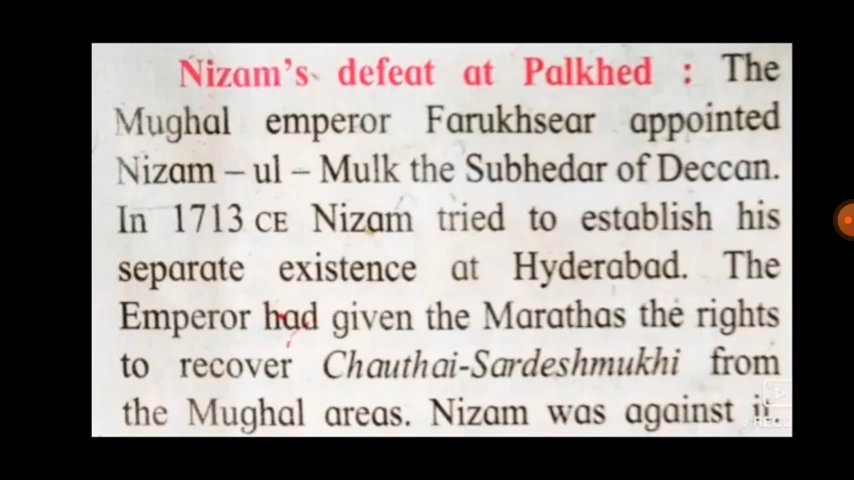 Nizam's defeat at Palkhed : The
Mughal emperor Farukhsear appointed
Nizam – ul – Mulk the Subhedar of Deccan.
In 1713 CE Nizam tried to establish his
separate existence at Hyderabad. The
Emperor had given the Marathas the rights
to recover Chauthai-Sardeshmukhi from
the Mughal areas. Nizam was against it.